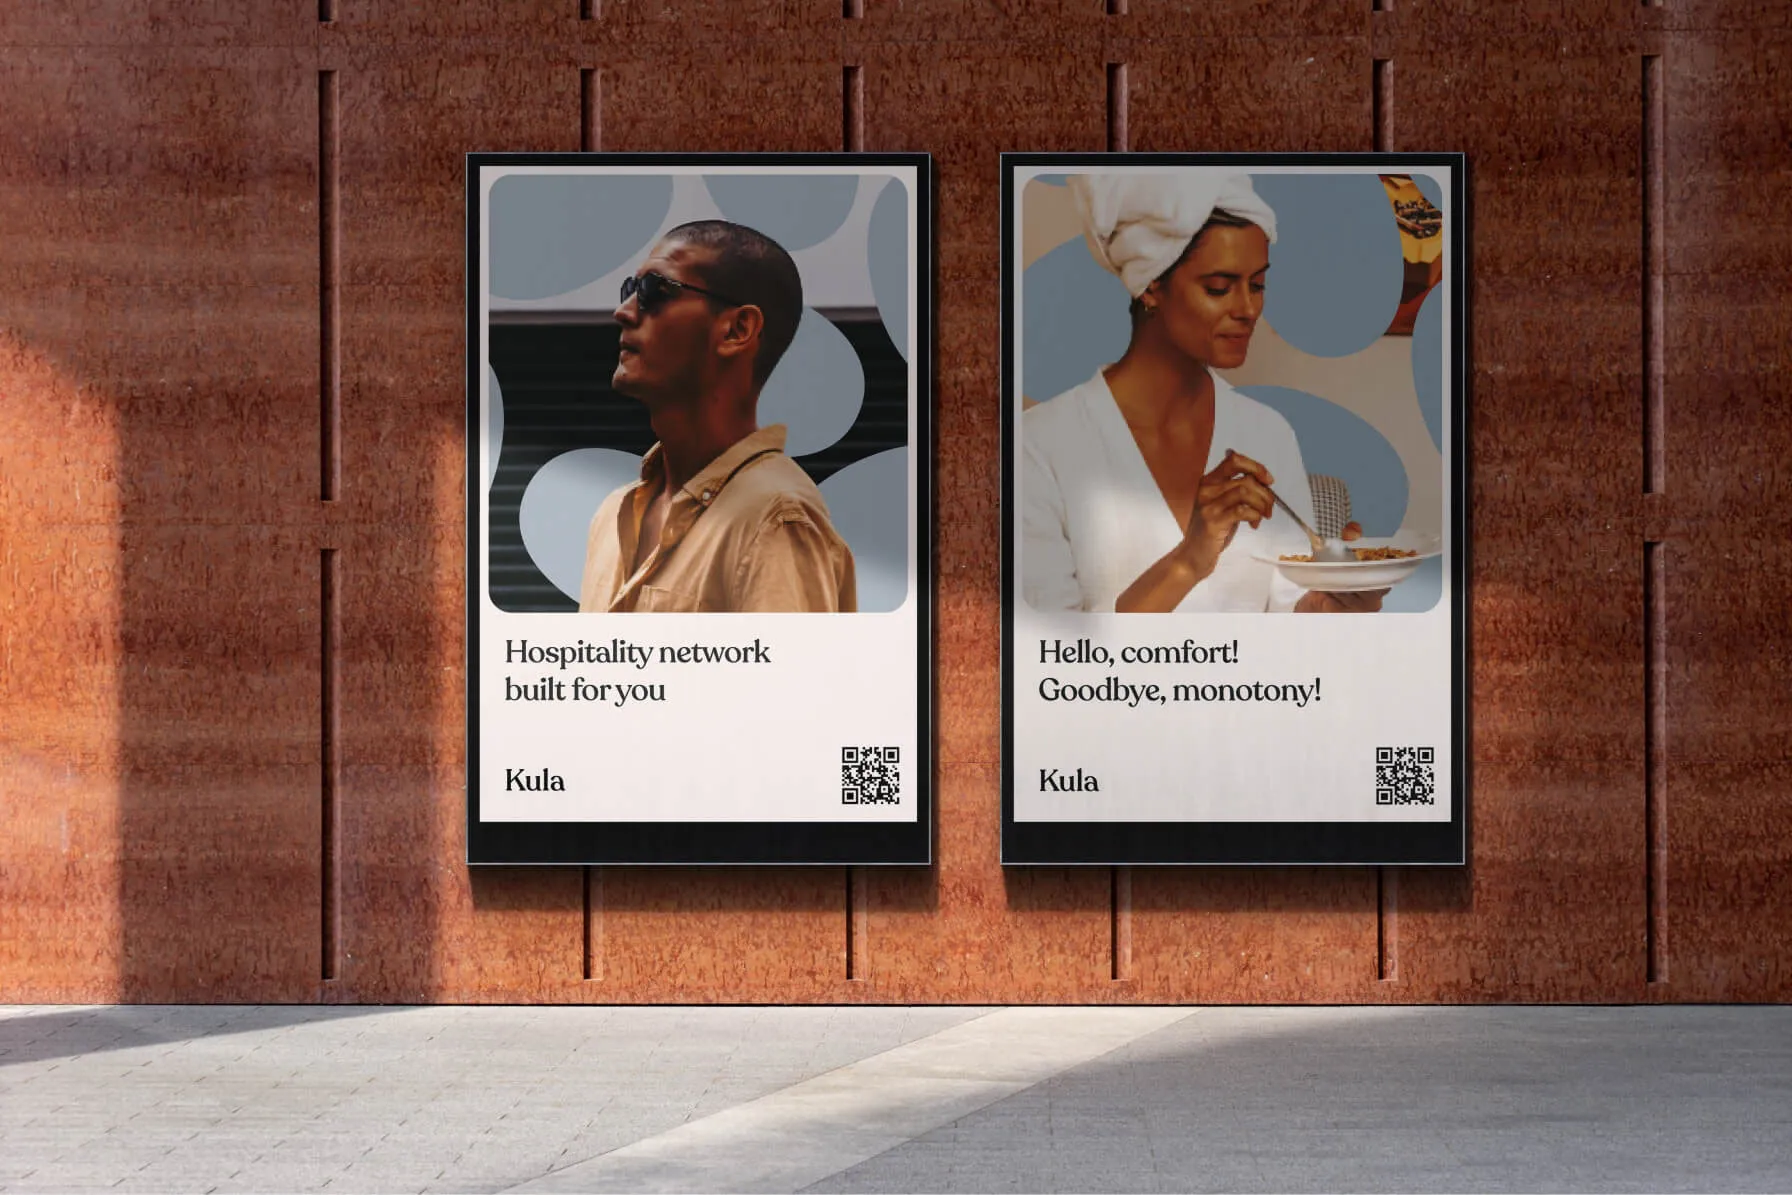 Hospitality network
built for you
Kula
Hello, comfort!
Goodbye, monotony!
Kula